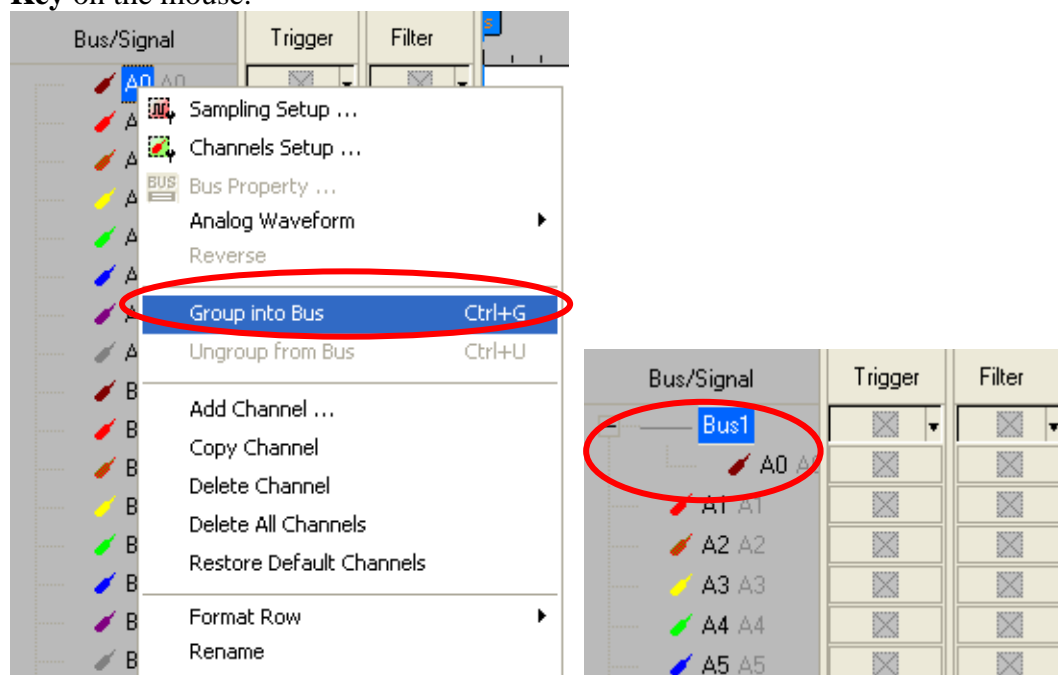 Key on the mouse.
Bus/Signal Trigger Filter
s
A0 A0
A
A
A
A
A
A
A
B
B
B
B
B
B
B
B
Sampling Setup ...
Channels Setup ...
BUS Bus Property ...
Analog Waveform
Reverse
Group into Bus Ctrl+G
Ungroup from Bus Ctrl+U
Add Channel ...
Copy Channel
Delete Channel
Delete All Channels
Restore Default Channels
Format Row
Rename
Bus/Signal Trigger Filter
Bus1
A0 A0
A1 A1
A2 A2
A3 A3
A4 A4
A5 A5